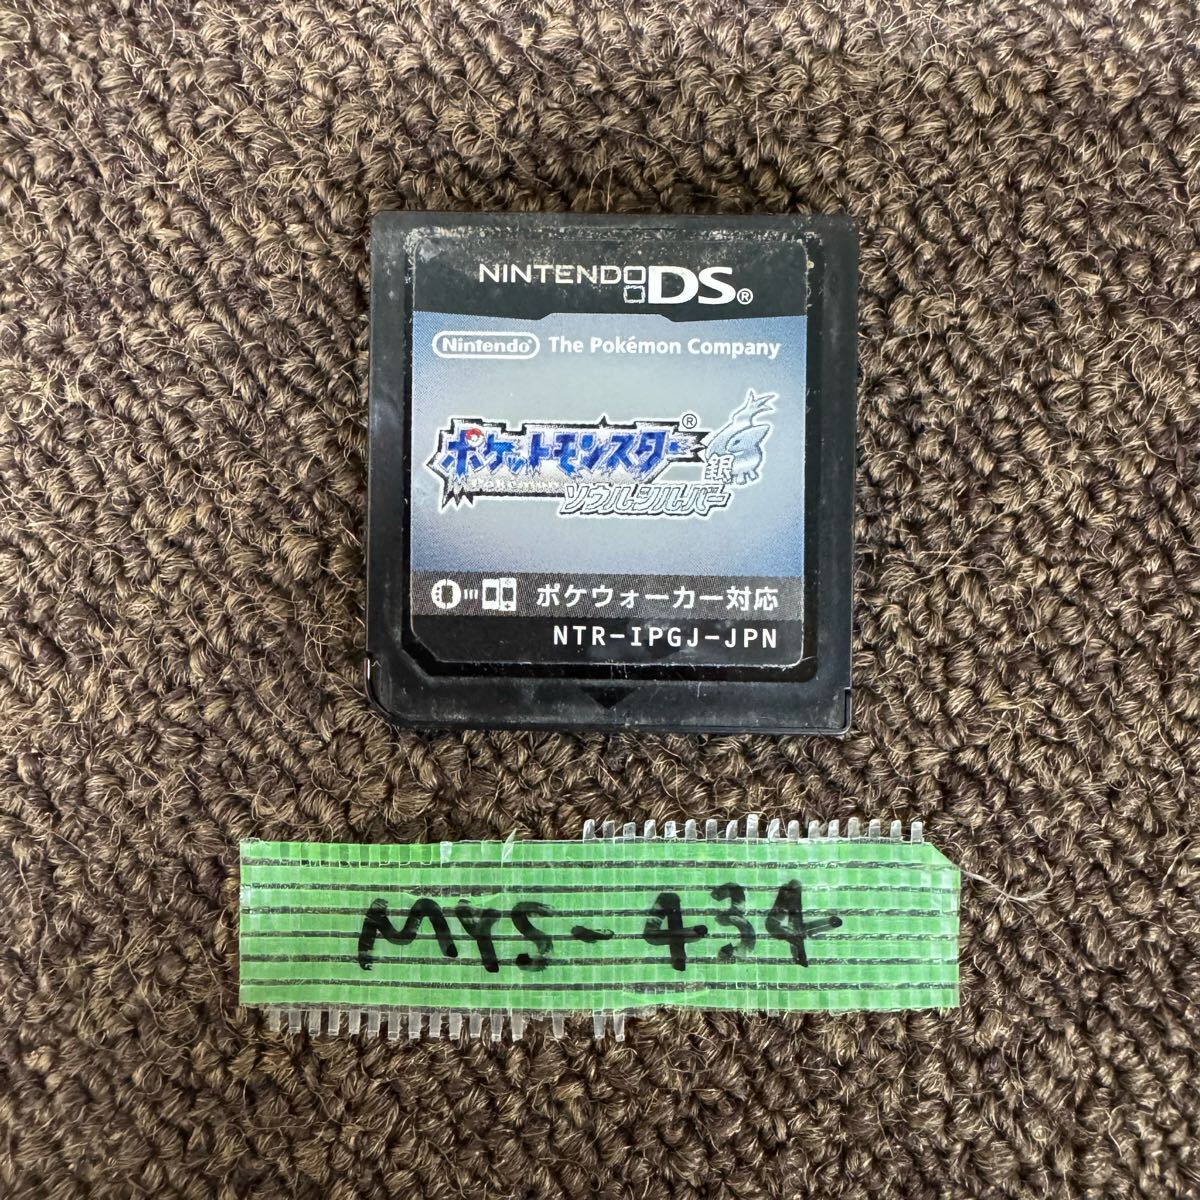 NINTENDO DS®
Nintendo® The Pokémon Company
ポケットモンスター®
Pokémon
銀
ソウルシルバー
ポケウォーカー対応
NTR-IPGJ-JPN
MYS-434